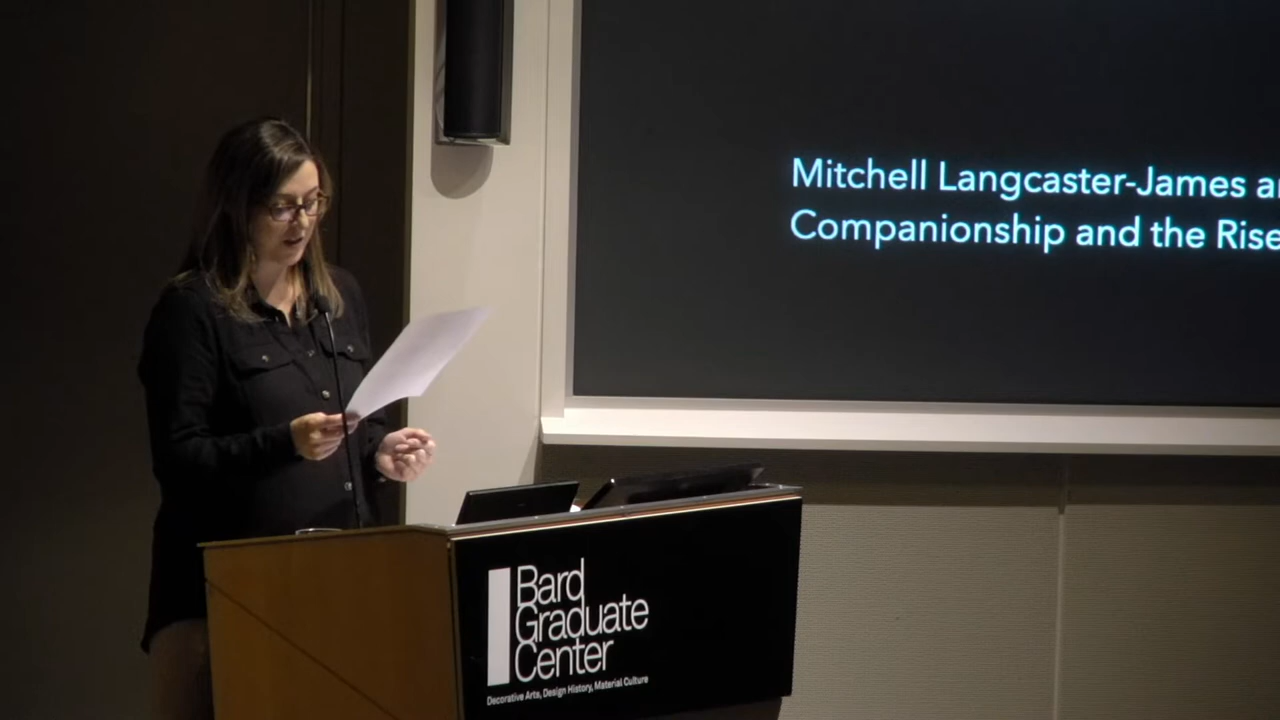 Mitchell Langcaster-James
Companionship and the Rise
Bard
Graduate
Center
Decorative Arts, Design History, Material Culture